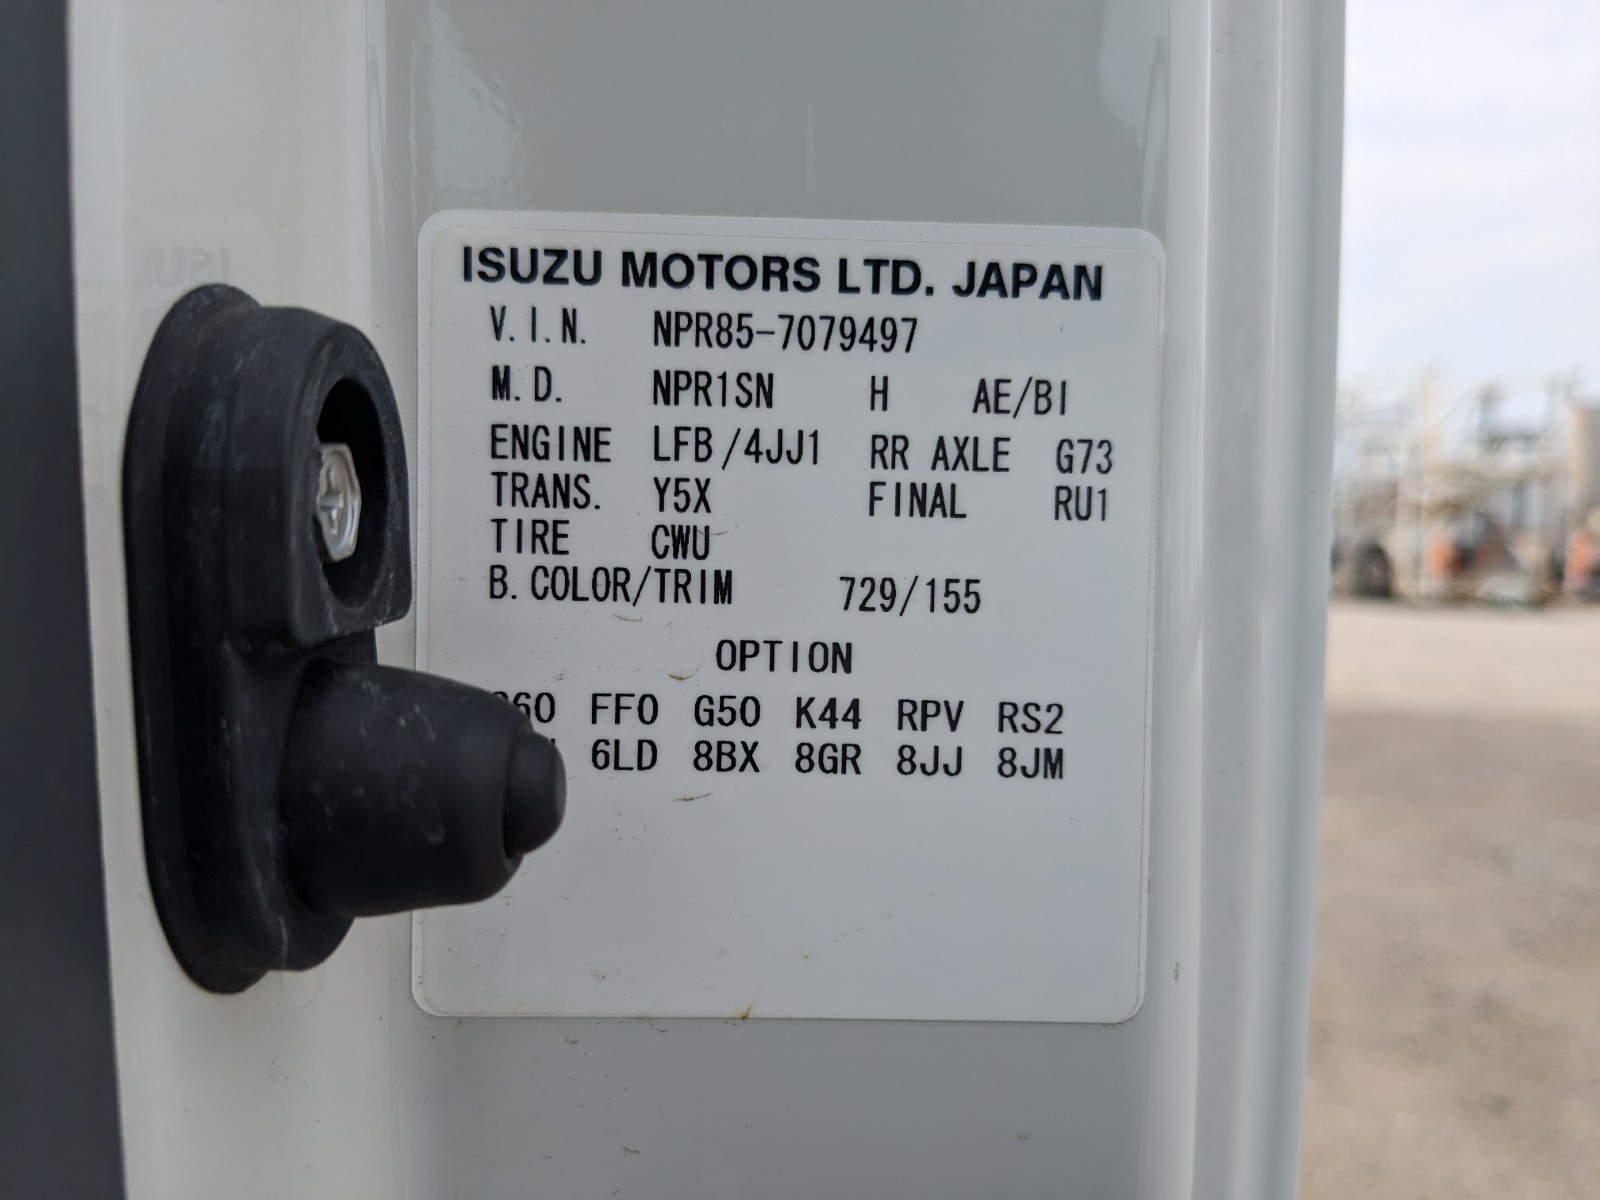 ISUZU MOTORS LTD. JAPAN
V.I.N. NPR85-7079497
M.D. NPR1SN H AE/BI
ENGINE LFB/4JJ1 RR AXLE G73
TRANS. Y5X FINAL RU1
TIRE CWU
B.COLOR/TRIM 729/155
OPTION
FF0 G50 K44 RPV RS2
6LD 8BX 8GR 8JJ 8JM